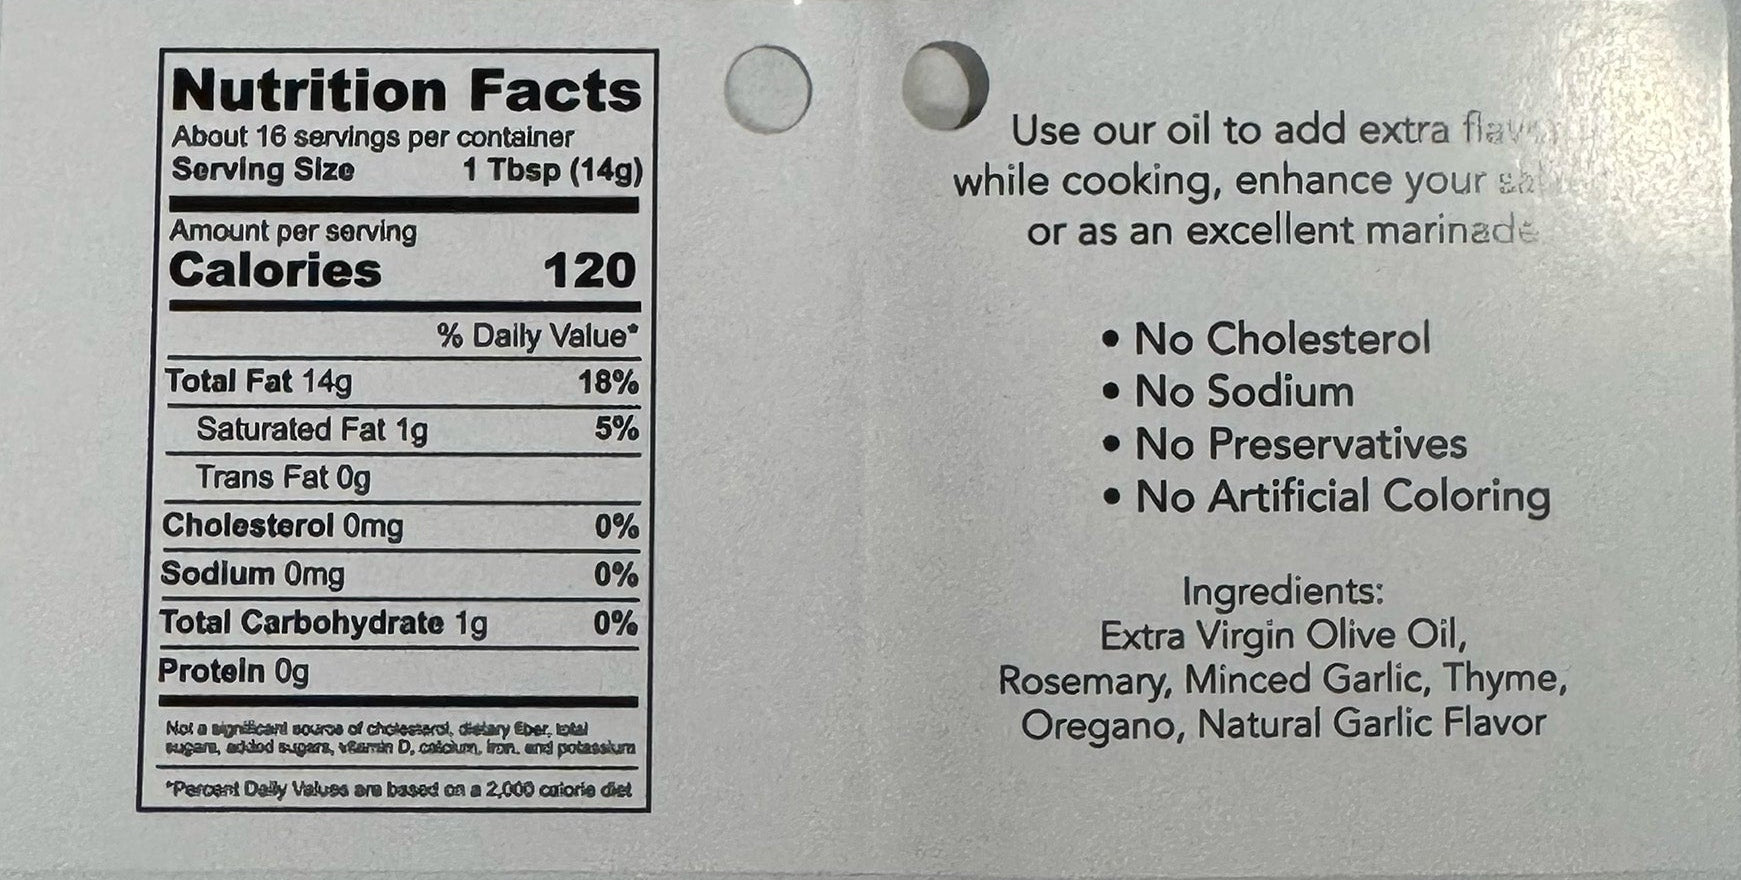 Nutrition Facts
About 16 servings per container
Serving Size 1 Tbsp (14g)
Amount per serving
Calories 120
% Daily Value*
Total Fat 14g 18%
Saturated Fat 1g 5%
Trans Fat 0g
Cholesterol 0mg 0%
Sodium 0mg 0%
Total Carbohydrate 1g 0%
Protein 0g
Not a significant source of cholesterol, dietary fiber, total
sugars, added sugars, vitamin D, calcium, iron, and potassium
*Percent Daily Values are based on a 2,000 calorie diet
Use our oil to add extra
while cooking, enhance your
or as an excellent marinade
• No Cholesterol
• No Sodium
• No Preservatives
• No Artificial Coloring
Ingredients:
Extra Virgin Olive Oil,
Rosemary, Minced Garlic, Thyme,
Oregano, Natural Garlic Flavor